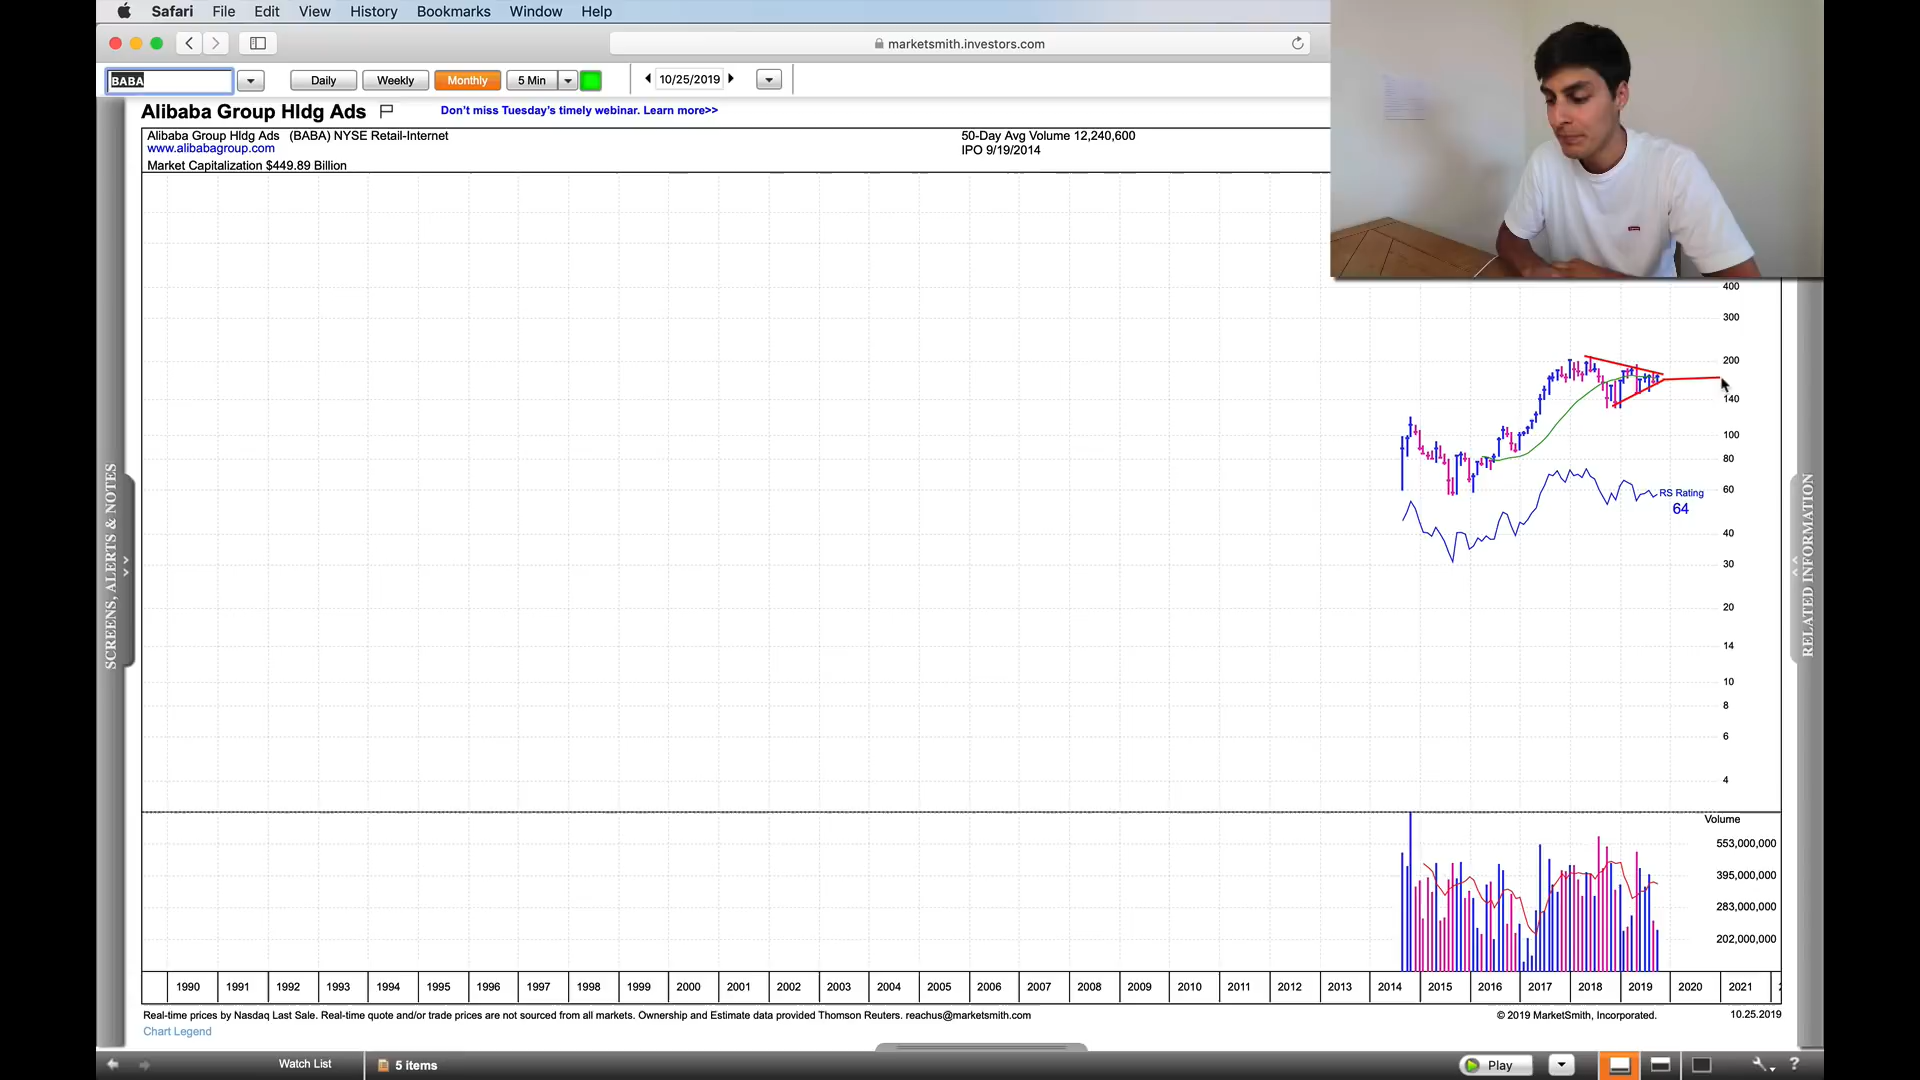 Safari File Edit View History Bookmarks Window Help
marketsmith.investors.com
BABA Daily Weekly Monthly 5 Min 10/25/2019
Alibaba Group Hldg Ads Don't miss Tuesday's timely webinar. Learn more>>
Alibaba Group Hldg Ads (BABA) NYSE Retail-Internet 50-Day Avg Volume 12,240,600
www.alibabagroup.com IPO 9/19/2014
Market Capitalization $449.89 Billion
400
300
200
140
100
80
60
RS Rating
64
40
30
20
14
10
8
6
4
SCREENS, ALERTS & NOTES
RELATED INFORMATION
Volume
553,000,000
395,000,000
283,000,000
202,000,000
1990 1991 1992 1993 1994 1995 1996 1997 1998 1999 2000 2001 2002 2003 2004 2005 2006 2007 2008 2009 2010 2011 2012 2013 2014 2015 2016 2017 2018 2019 2020 2021
Real-time prices by Nasdaq Last Sale. Real-time quote and/or trade prices are not sourced from all markets. Ownership and Estimate data provided Thomson Reuters. reachus@marketsmith.com © 2019 MarketSmith, Incorporated. 10.25.2019
Chart Legend
Watch List 5 items Play ?